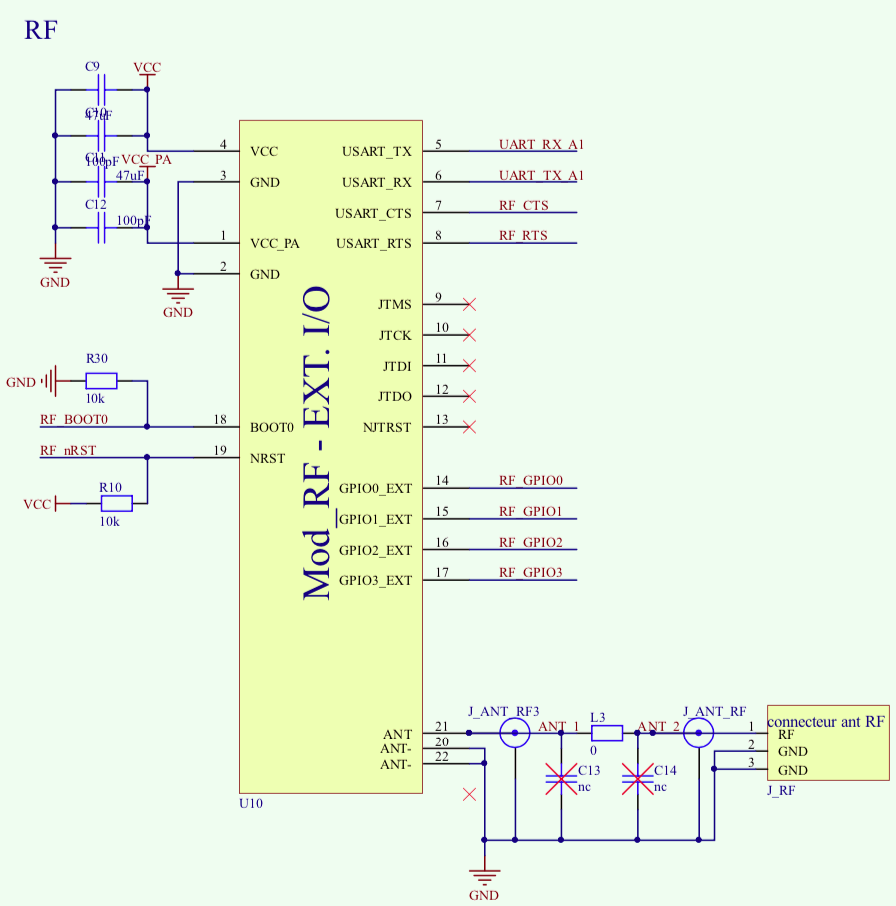 RF
C9
VCC
C10
47uF
C11
100pF
VCC_PA
47uF
C12
100pF
GND
GND
4
VCC
3
GND
1
VCC_PA
2
GND
USART_TX
5
UART_RX_A1
USART_RX
6
UART_TX_A1
USART_CTS
7
RF_CTS
USART_RTS
8
RF_RTS
JTMS
9
JTCK
10
JTDI
11
JTDO
12
NJTRST
13
R30
GND
10k
RF_BOOT0
18
BOOT0
RF_nRST
19
NRST
R10
VCC
10k
Mod_RF - EXT. I/O
GPIO0_EXT
14
RF_GPIO0
GPIO1_EXT
15
RF_GPIO1
GPIO2_EXT
16
RF_GPIO2
GPIO3_EXT
17
RF_GPIO3
ANT
21
ANT-
20
ANT-
22
U10
J_ANT_RF3
ANT_1
L3
0
ANT_2
J_ANT_RF
C13
nc
C14
nc
connecteur ant RF
1
RF
2
GND
3
GND
J_RF
GND